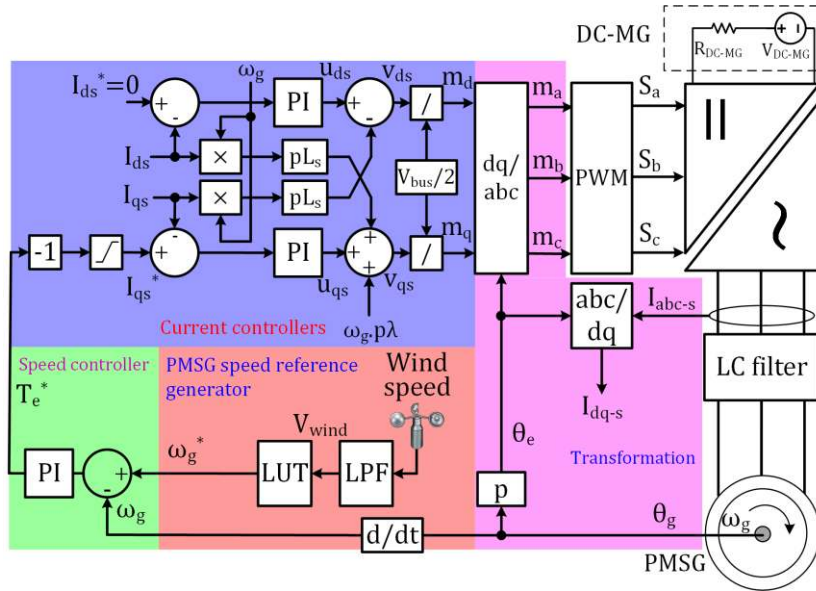 DC-MG
R_DC-MG
V_DC-MG
+ -
I_ds*=0
ω_g
u_ds
v_ds
m_d
m_a
S_a
+
-
PI
+
-
/
I_ds
×
pL_s
V_bus/2
dq/
abc
m_b
PWM
S_b
I_qs
×
pL_s
-1
-
+
I_qs*
PI
u_qs
+
+
+
v_qs
/
m_q
m_c
S_c
~
ω_g.pλ
Current controllers
abc/
dq
I_abc-s
I_dq-s
LC filter
Speed controller
T_e*
PMSG speed reference
generator
Wind
speed
V_wind
θ_e
Transformation
PI
+
-
ω_g*
LUT
LPF
p
ω_g
d/dt
θ_g
ω_g
PMSG